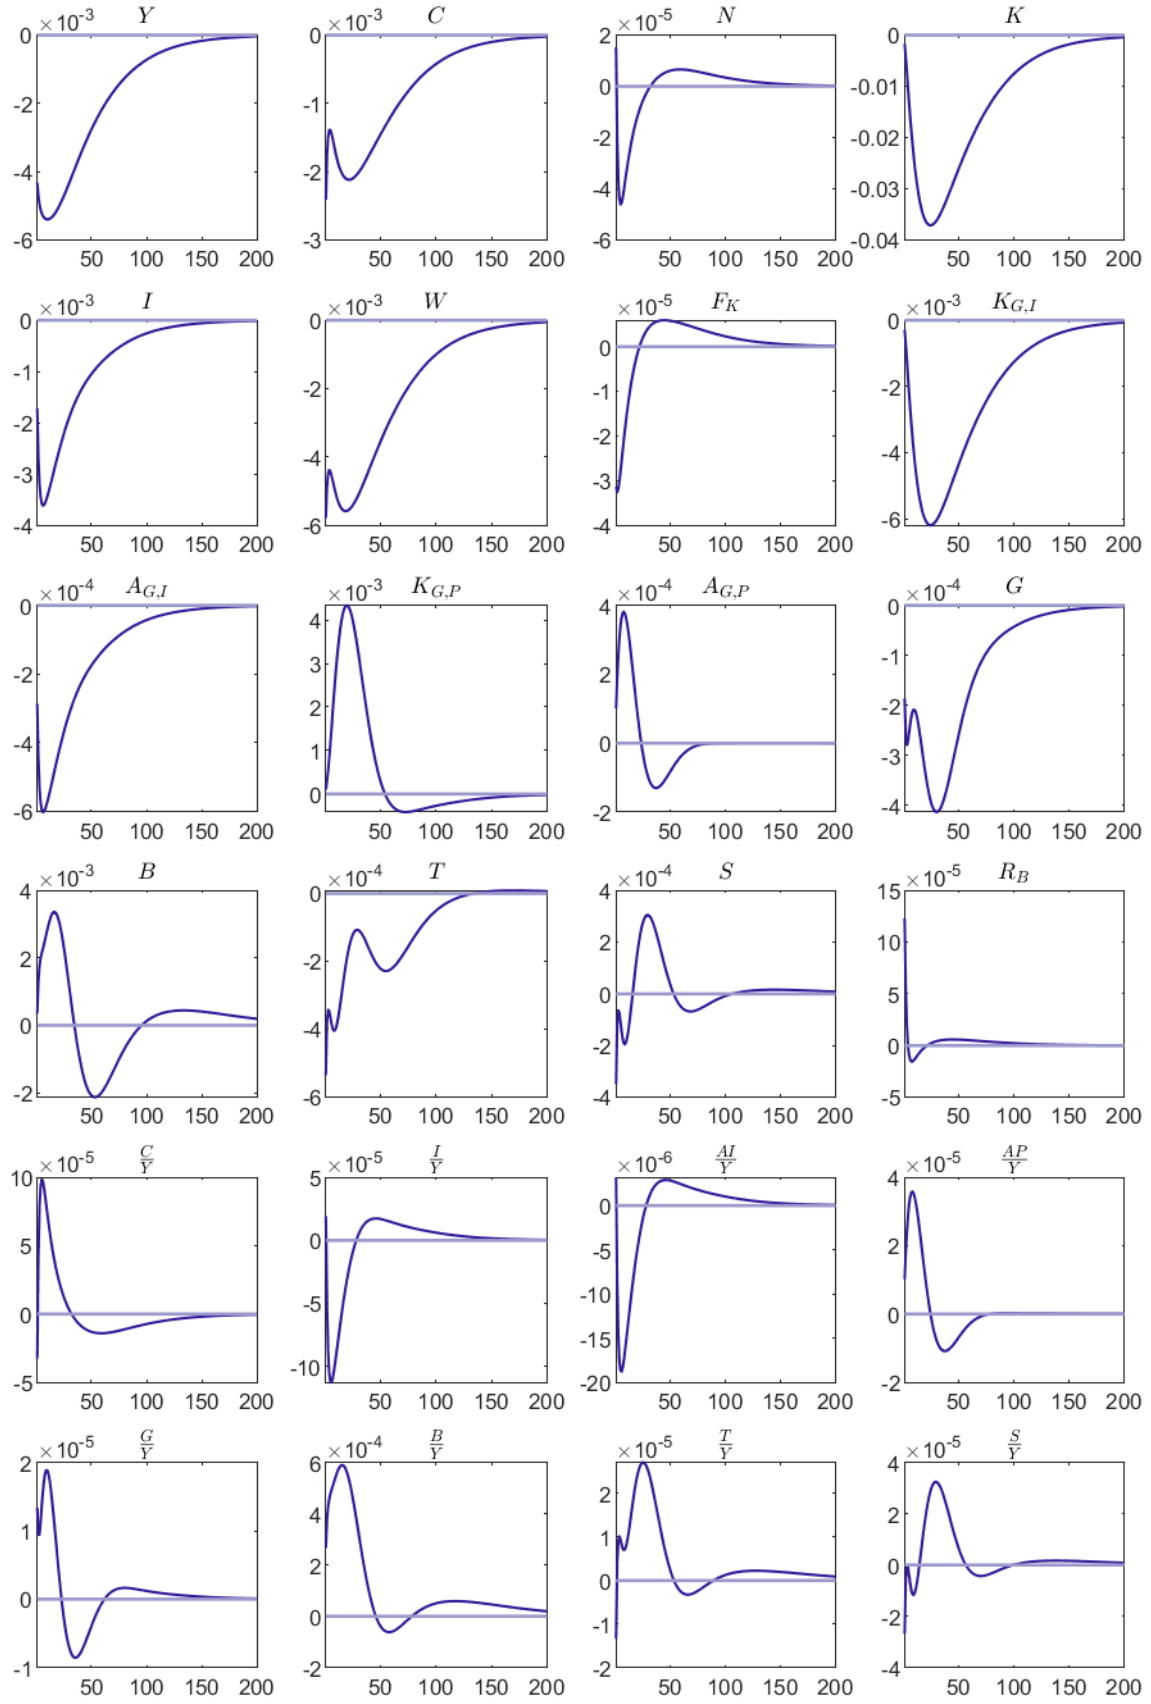 ×10⁻³ Y ×10⁻³ C ×10⁻⁵ N K
0 0 2 0
-2 -1 0 -0.01
-4 -2 -2 -0.02
-6 -3 -4 -0.03
-6 -0.04
50 100 150 200 50 100 150 200 50 100 150 200 50 100 150 200
×10⁻³ I ×10⁻³ W ×10⁻⁵ F_K ×10⁻³ K_{G,I}
0 0 0 0
-1 -2 -1 -2
-2 -4 -2 -4
-3 -6 -3 -6
-4 -4
50 100 150 200 50 100 150 200 50 100 150 200 50 100 150 200
×10⁻⁴ A_{G,I} ×10⁻³ K_{G,P} ×10⁻⁴ A_{G,P} ×10⁻⁴ G
0 4 4 0
-2 3 2 -1
-4 2 0 -2
-6 1 -2 -3
0 -4
50 100 150 200 50 100 150 200 50 100 150 200 50 100 150 200
×10⁻³ B ×10⁻⁴ T ×10⁻⁴ S ×10⁻⁵ R_B
4 0 4 15
2 -2 2 10
0 -4 0 5
-2 -6 -2 0
-4 -5
50 100 150 200 50 100 150 200 50 100 150 200 50 100 150 200
×10⁻⁵ C/Y ×10⁻⁵ I/Y ×10⁻⁶ AI/Y ×10⁻⁵ AP/Y
10 5 0 4
5 0 -5 2
0 -5 -10 0
-5 -10 -15 -2
-20
50 100 150 200 50 100 150 200 50 100 150 200 50 100 150 200
×10⁻⁵ G/Y ×10⁻⁴ B/Y ×10⁻⁵ T/Y ×10⁻⁵ S/Y
2 6 2 4
1 4 1 2
0 2 0 0
-1 0 -1 -2
-2 -2 -4
50 100 150 200 50 100 150 200 50 100 150 200 50 100 150 200